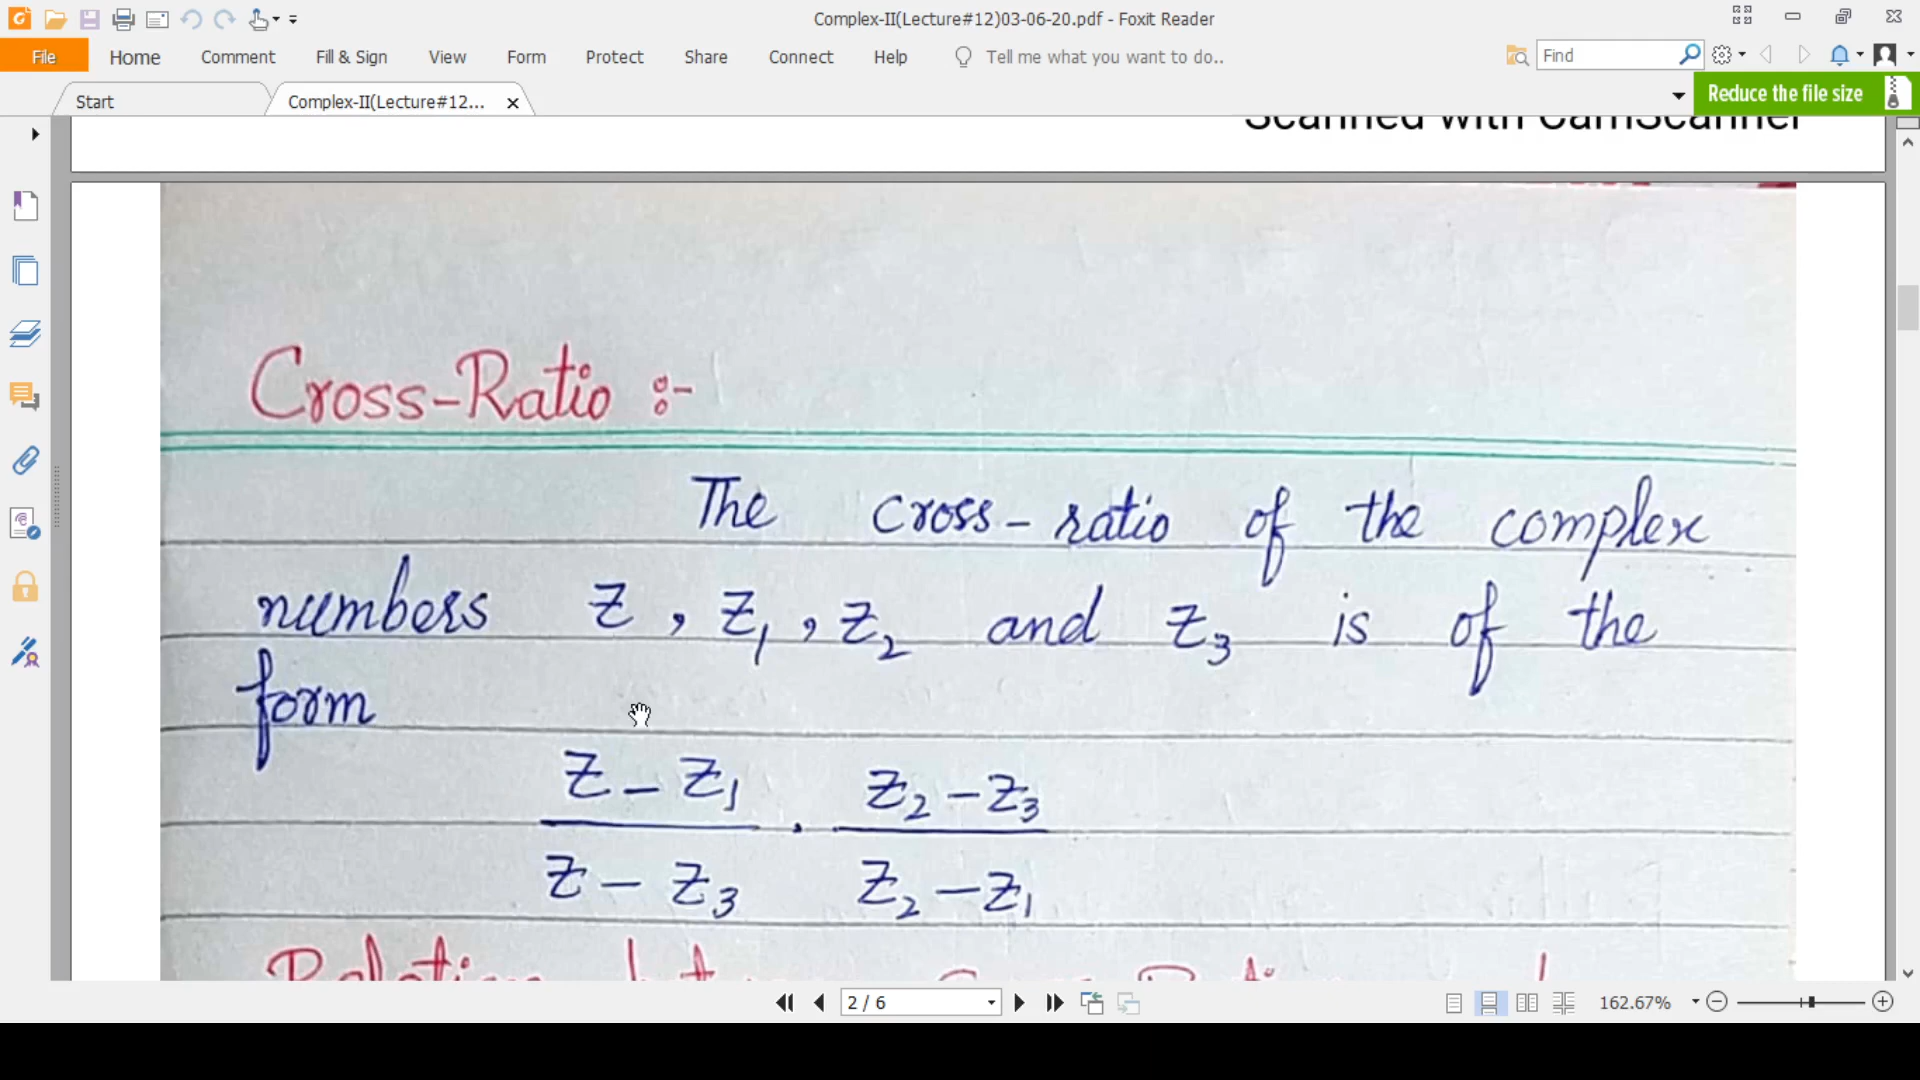 Complex-II(Lecture#12)03-06-20.pdf - Foxit Reader
File Home Comment Fill & Sign View Form Protect Share Connect Help Tell me what you want to do.. Find
Start Complex-II(Lecture#12... Reduce the file size
Scanned with CamScanner
Cross-Ratio :-
The cross-ratio of the complex
numbers z, z₁, z₂ and z₃ is of the
form
z - z₁ / z - z₃ . z₂ - z₃ / z₂ - z₁
2 / 6 162.67%